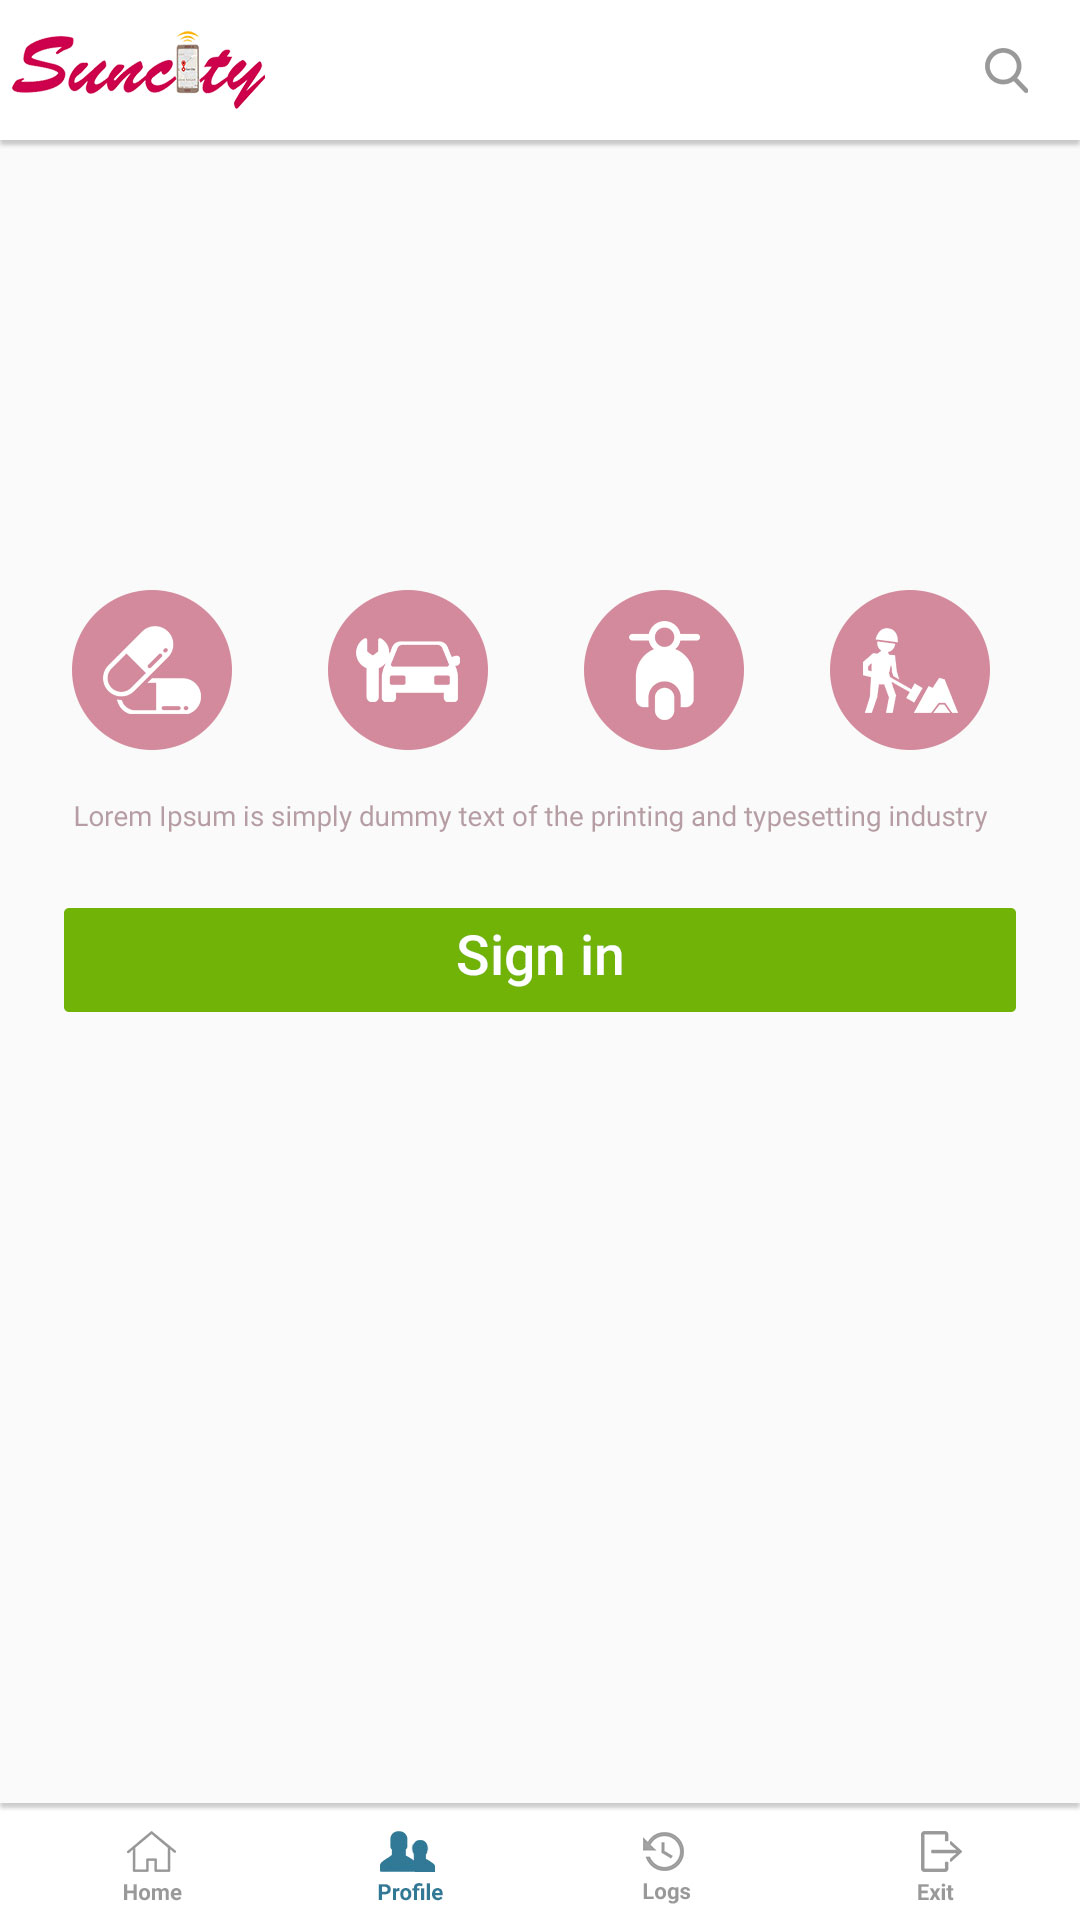 Suncity
Lorem Ipsum is simply dummy text of the printing and typesetting industry
Sign in
Home Profile Logs Exit